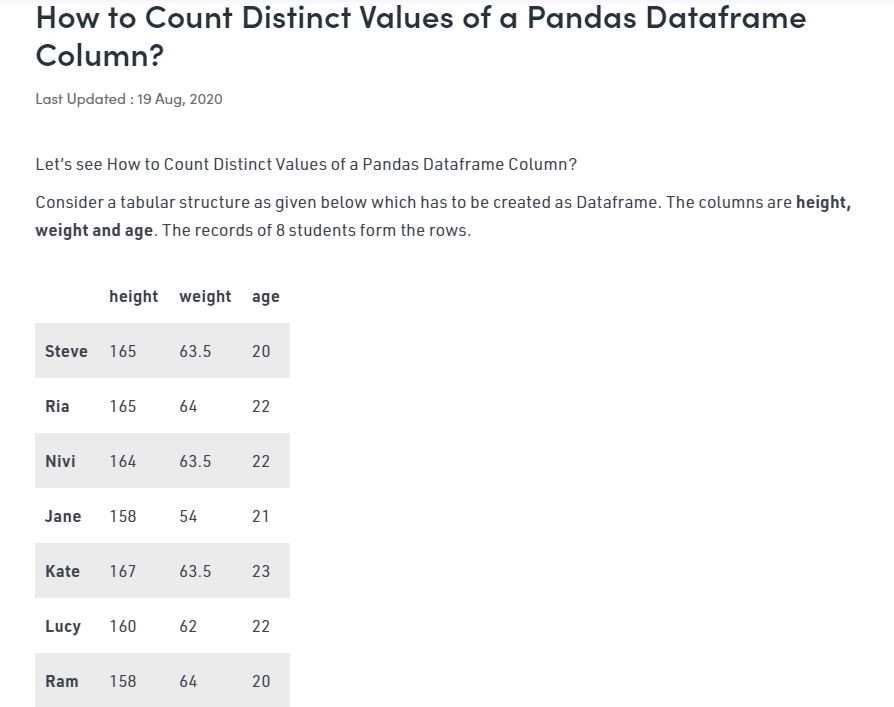 How to Count Distinct Values of a Pandas Dataframe
Column?
Last Updated : 19 Aug, 2020
Let's see How to Count Distinct Values of a Pandas Dataframe Column?
Consider a tabular structure as given below which has to be created as Dataframe. The columns are height,
weight and age. The records of 8 students form the rows.
height weight age
Steve 165 63.5 20
Ria 165 64 22
Nivi 164 63.5 22
Jane 158 54 21
Kate 167 63.5 23
Lucy 160 62 22
Ram 158 64 20